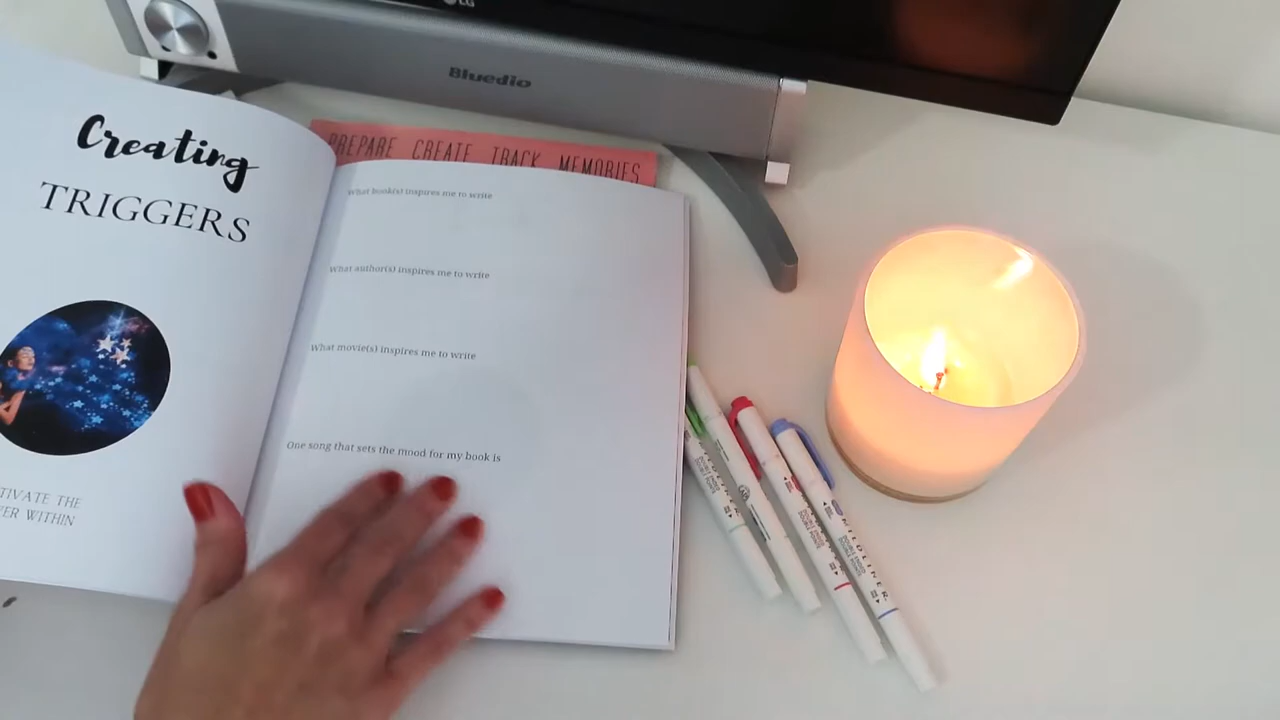 LG
Bluedio
Creating
TRIGGERS
TIVATE THE
ER WITHIN
PREPARE CREATE TRACK MEMORIES
What book(s) inspires me to write
What author(s) inspires me to write
What movie(s) inspires me to write
One song that sets the mood for my book is